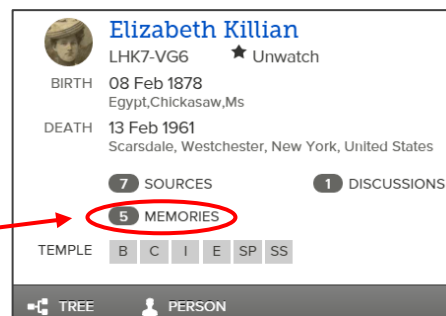 Elizabeth Killian
LHK7-VG6 ★ Unwatch
BIRTH 08 Feb 1878
Egypt,Chickasaw,Ms
DEATH 13 Feb 1961
Scarsdale, Westchester, New York, United States
7 SOURCES 1 DISCUSSIONS
5 MEMORIES
TEMPLE B C I E SP SS
TREE PERSON